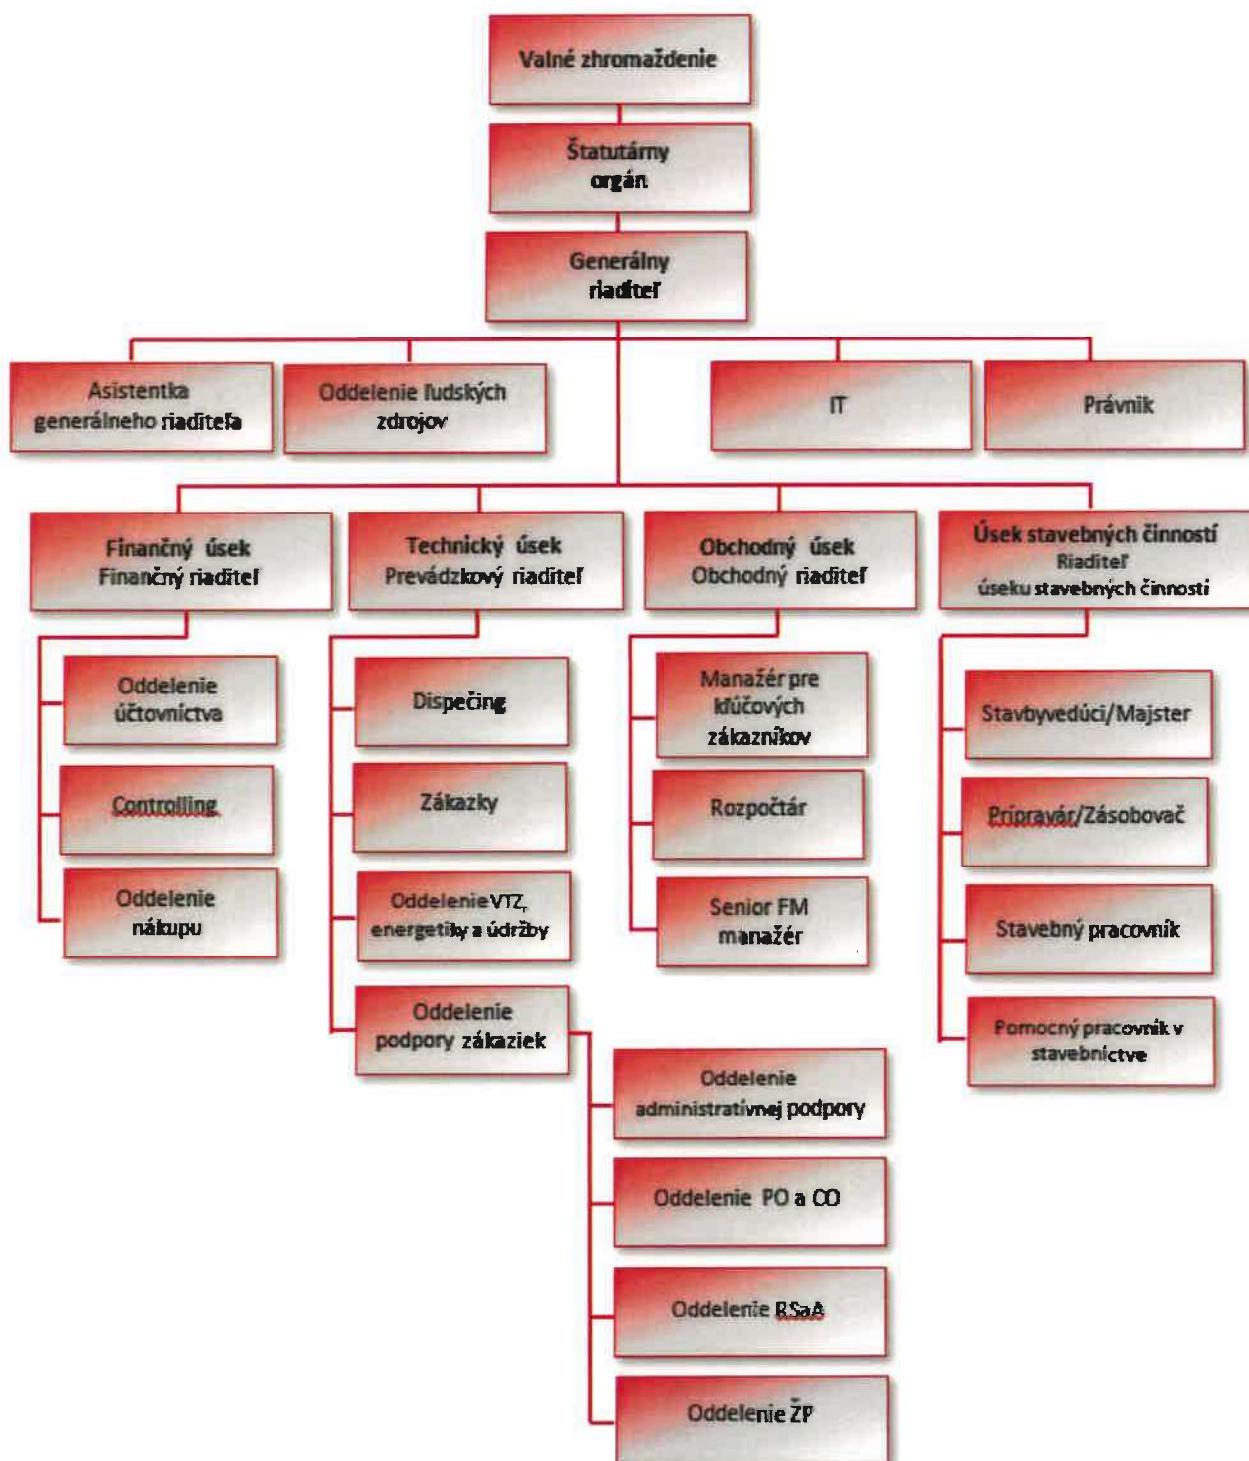 Valné zhromaždenie
Štatutárny
orgán
Generálny
riaditeľ
Asistentka
generálneho riaditeľa
Oddelenie ľudských
zdrojov
IT
Právnik
Finančný úsek
Finančný riaditeľ
Technický úsek
Prevádzkový riaditeľ
Obchodný úsek
Obchodný riaditeľ
Úsek stavebných činností
Riaditeľ
úseku stavebných činností
Oddelenie
účtovníctva
Controlling
Oddelenie
nákupu
Dispečing
Zákazky
Oddelenie VTZ,
energetiky a údržby
Oddelenie
podpory zákaziek
Oddelenie
administratívnej podpory
Oddelenie PO a CO
Oddelenie RSaA
Oddelenie ŽP
Manažér pre
kľúčových
zákazníkov
Rozpočtár
Senior FM
manažér
Stavbyvedúci/Majster
Prípravár/Zásobovač
Stavebný pracovník
Pomocný pracovník v
stavebníctve